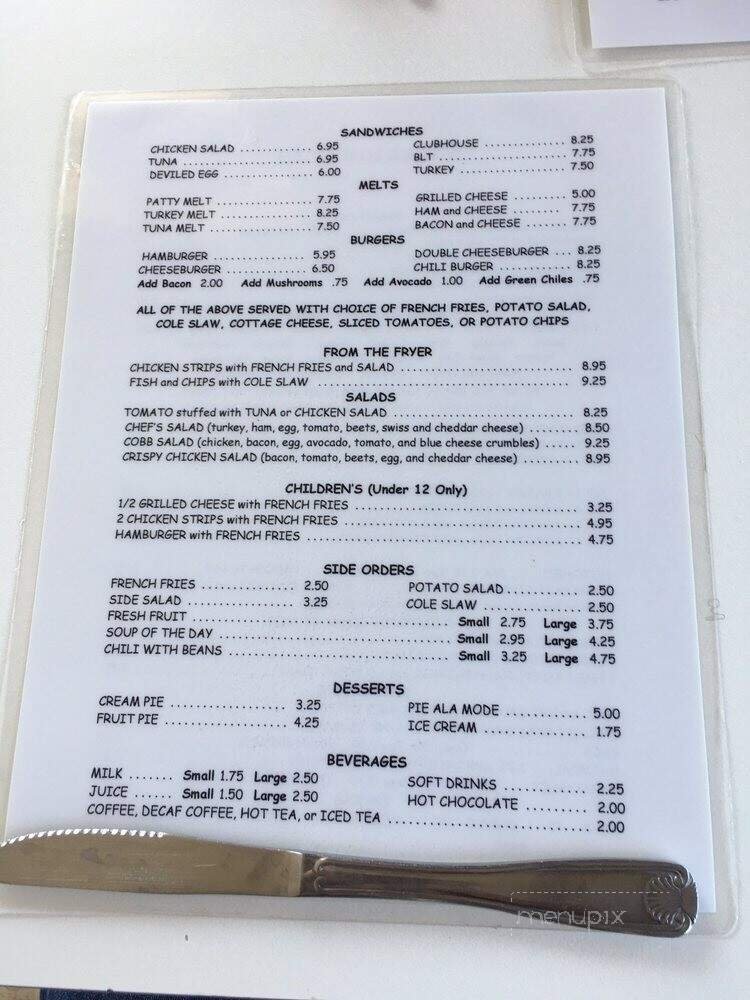 SANDWICHES
CHICKEN SALAD .............. 6.95 CLUBHOUSE .............. 8.25
TUNA ........................ 6.95 BLT ........................ 7.75
DEVILED EGG ................ 6.00 TURKEY .................... 7.50
MELTS
PATTY MELT ................ 7.75 GRILLED CHEESE ............ 5.00
TURKEY MELT ............... 8.25 HAM and CHEESE ........ 7.75
TUNA MELT ................. 7.50 BACON and CHEESE ....... 7.75
BURGERS
HAMBURGER ................ 5.95 DOUBLE CHEESEBURGER ... 8.25
CHEESEBURGER .............. 6.50 CHILI BURGER ............ 8.25
Add Bacon 2.00 Add Mushrooms .75 Add Avocado 1.00 Add Green Chiles .75
ALL OF THE ABOVE SERVED WITH CHOICE OF FRENCH FRIES, POTATO SALAD,
COLE SLAW, COTTAGE CHEESE, SLICED TOMATOES, OR POTATO CHIPS
FROM THE FRYER
CHICKEN STRIPS with FRENCH FRIES and SALAD ............................ 8.95
FISH and CHIPS with COLE SLAW ........................................ 9.25
SALADS
TOMATO stuffed with TUNA or CHICKEN SALAD ............................ 8.25
CHEF'S SALAD (turkey, ham, egg, tomato, beets, swiss and cheddar cheese) ........ 8.50
COBB SALAD (chicken, bacon, egg, avocado, tomato, and blue cheese crumbles) ..... 9.25
CRISPY CHICKEN SALAD (bacon, tomato, beets, egg, and cheddar cheese) ........ 8.95
CHILDREN'S (Under 12 Only)
1/2 GRILLED CHEESE with FRENCH FRIES ................................ 3.25
2 CHICKEN STRIPS with FRENCH FRIES ................................ 4.95
HAMBURGER with FRENCH FRIES ........................................ 4.75
SIDE ORDERS
FRENCH FRIES .............. 2.50 POTATO SALAD ........... 2.50
SIDE SALAD ................ 3.25 COLE SLAW .............. 2.50
FRESH FRUIT .................................... Small 2.75 Large 3.75
SOUP OF THE DAY ................................ Small 2.95 Large 4.25
CHILI WITH BEANS ............................... Small 3.25 Large 4.75
DESSERTS
CREAM PIE ................. 3.25 PIE ALA MODE ............ 5.00
FRUIT PIE .................. 4.25 ICE CREAM ................ 1.75
BEVERAGES
MILK ....... Small 1.75 Large 2.50 SOFT DRINKS .............. 2.25
JUICE ...... Small 1.50 Large 2.50 HOT CHOCOLATE ........... 2.00
COFFEE, DECAF COFFEE, HOT TEA, or ICED TEA ............................ 2.00
menupix